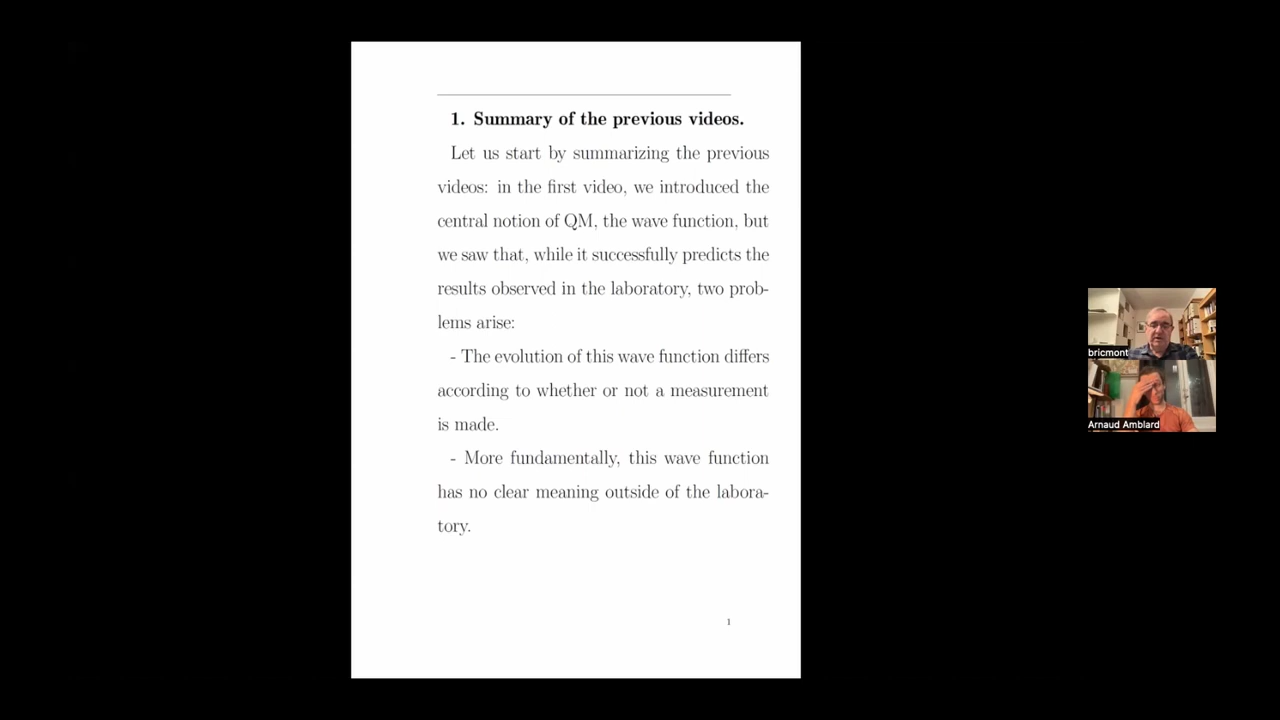 1. Summary of the previous videos.
Let us start by summarizing the previous
videos: in the first video, we introduced the
central notion of QM, the wave function, but
we saw that, while it successfully predicts the
results observed in the laboratory, two prob-
lems arise:
- The evolution of this wave function differs
according to whether or not a measurement
is made.
- More fundamentally, this wave function
has no clear meaning outside of the labora-
tory.
1
bricmont
Arnaud Amblard